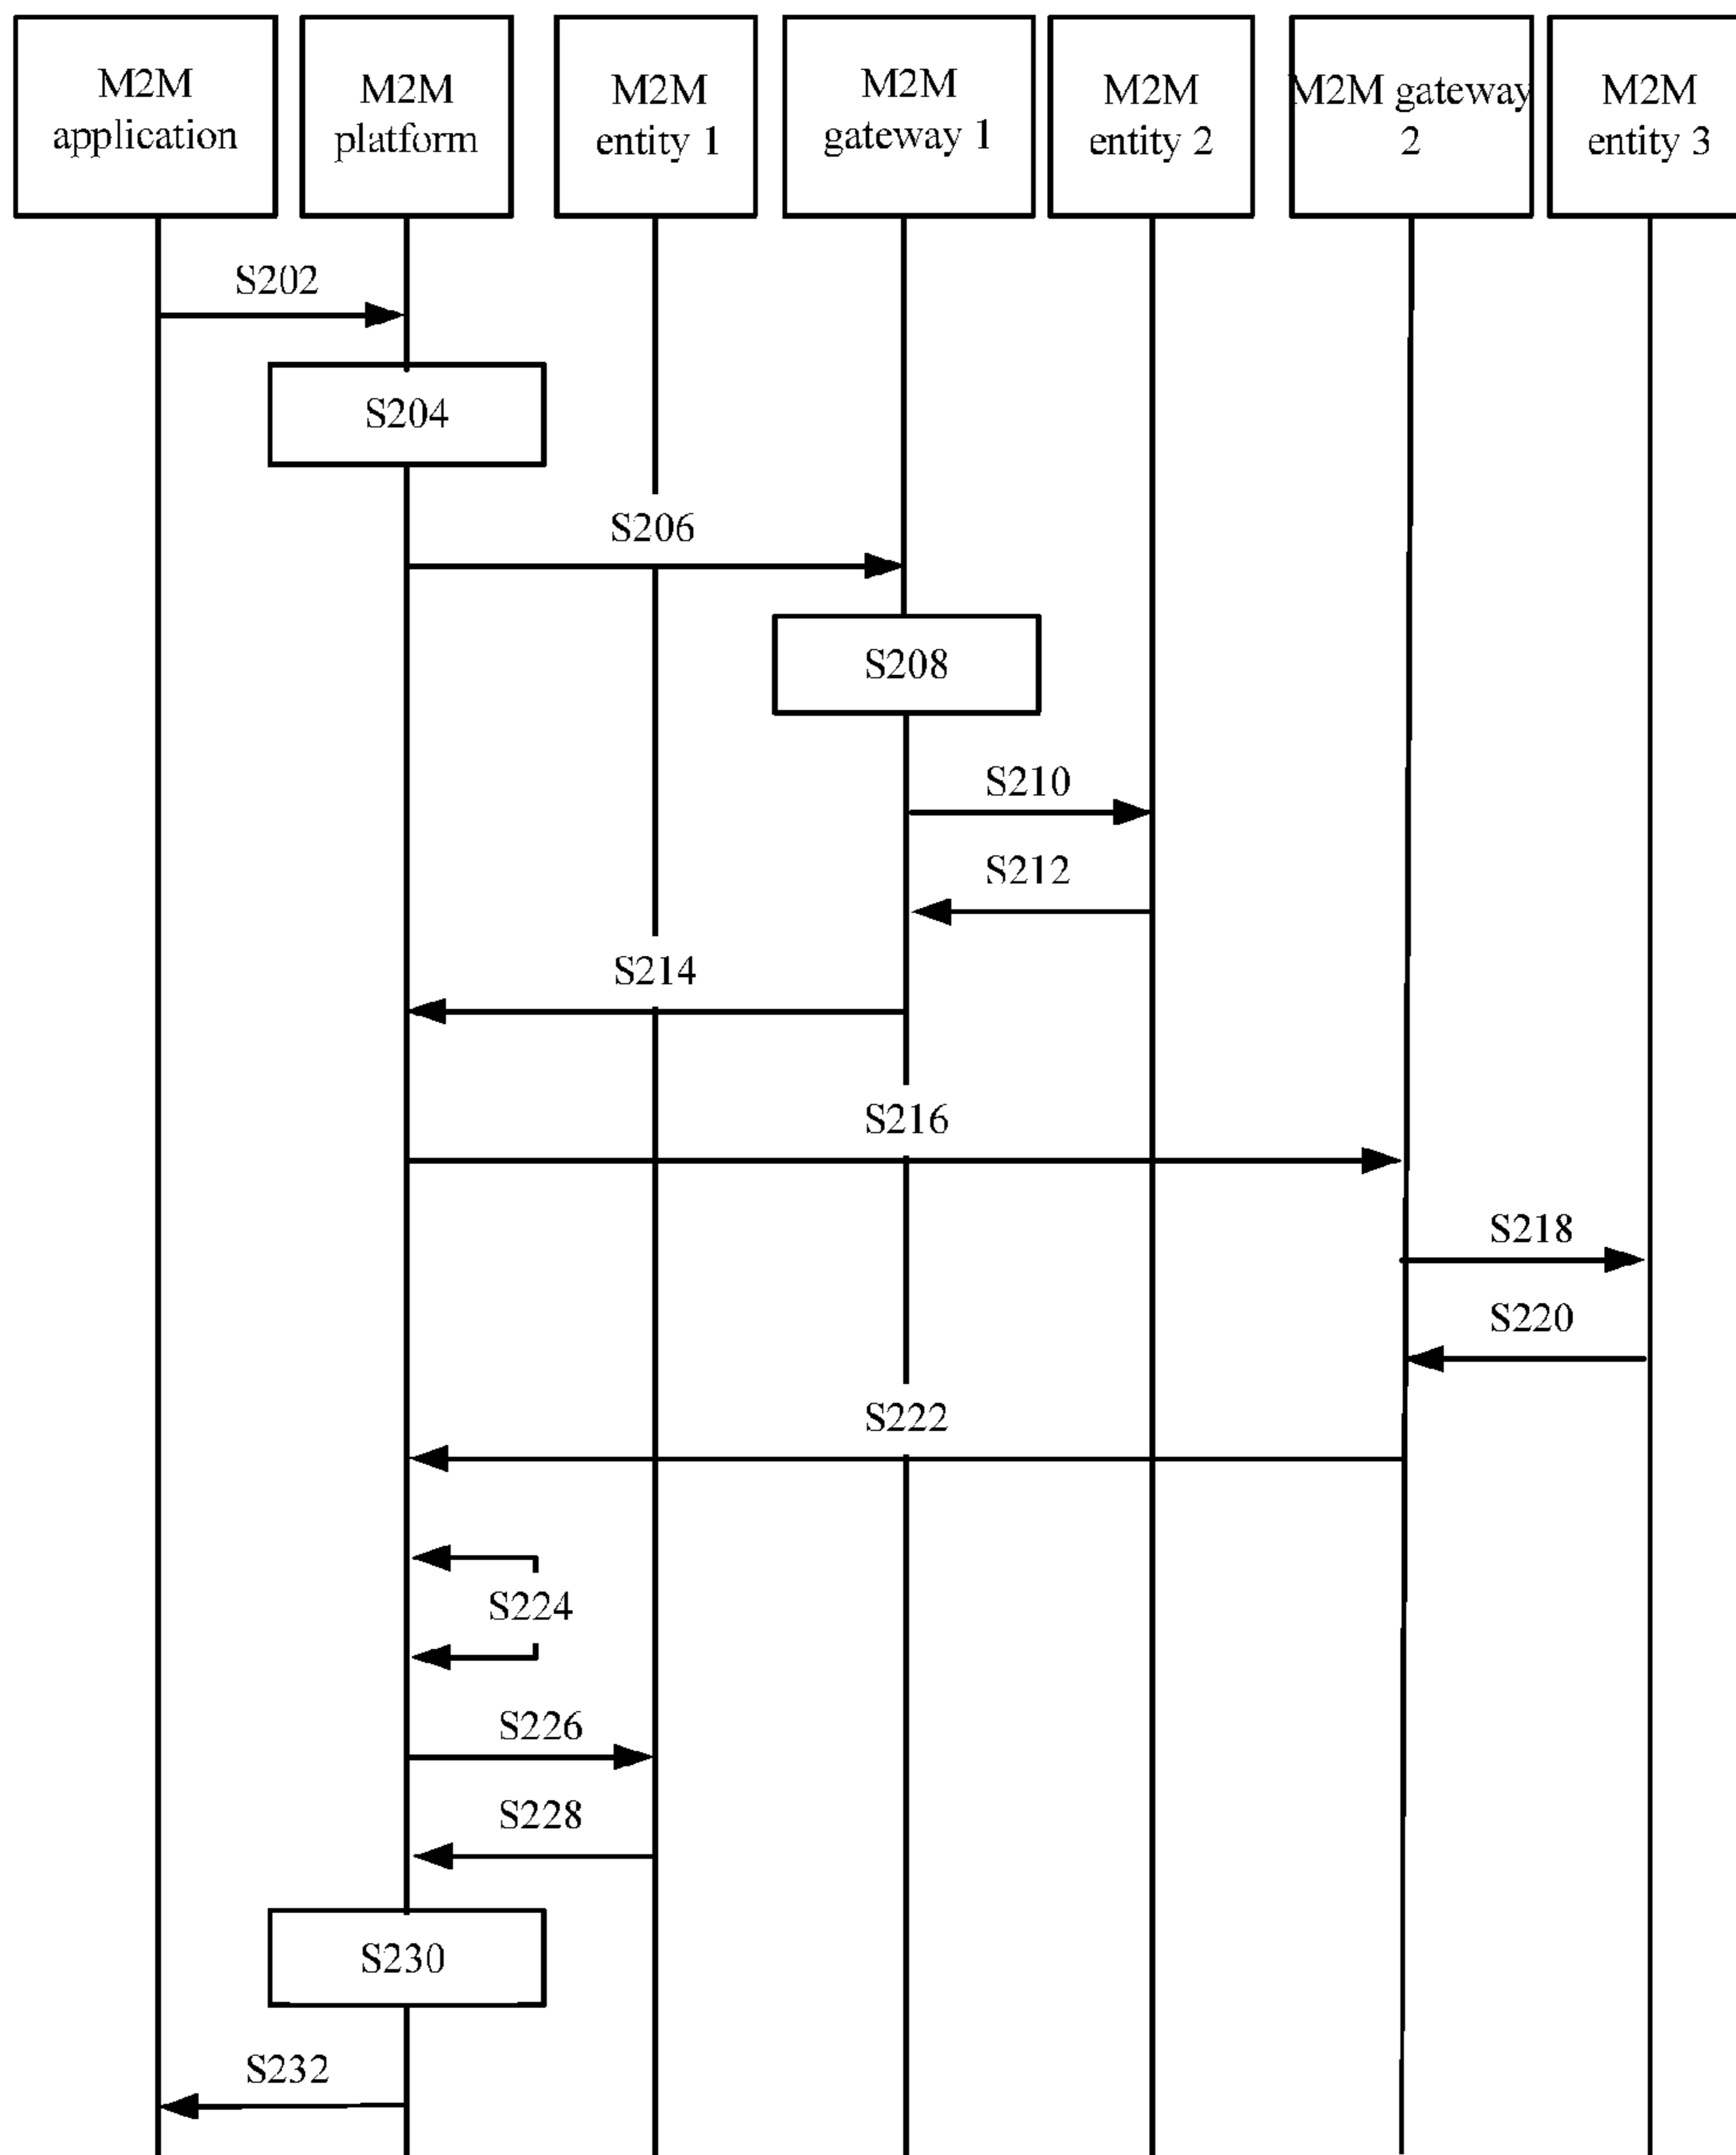 M2M
application
M2M
platform
M2M
entity 1
M2M
gateway 1
M2M
entity 2
M2M gateway
2
M2M
entity 3
S202
S204
S206
S208
S210
S212
S214
S216
S218
S220
S222
S224
S226
S228
S230
S232